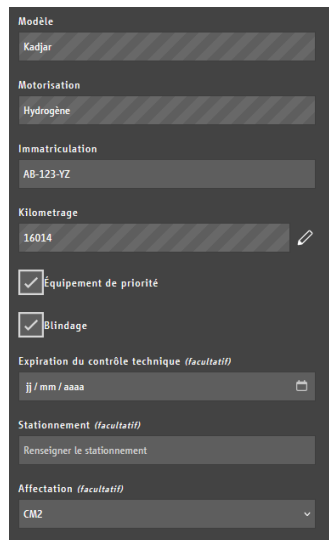 Modèle
Kadjar
Motorisation
Hydrogène
Immatriculation
AB-123-YZ
Kilometrage
16014
Équipement de priorité
Blindage
Expiration du contrôle technique (facultatif)
jj / mm / aaaa
Stationnement (facultatif)
Renseigner le stationnement
Affectation (facultatif)
CM2